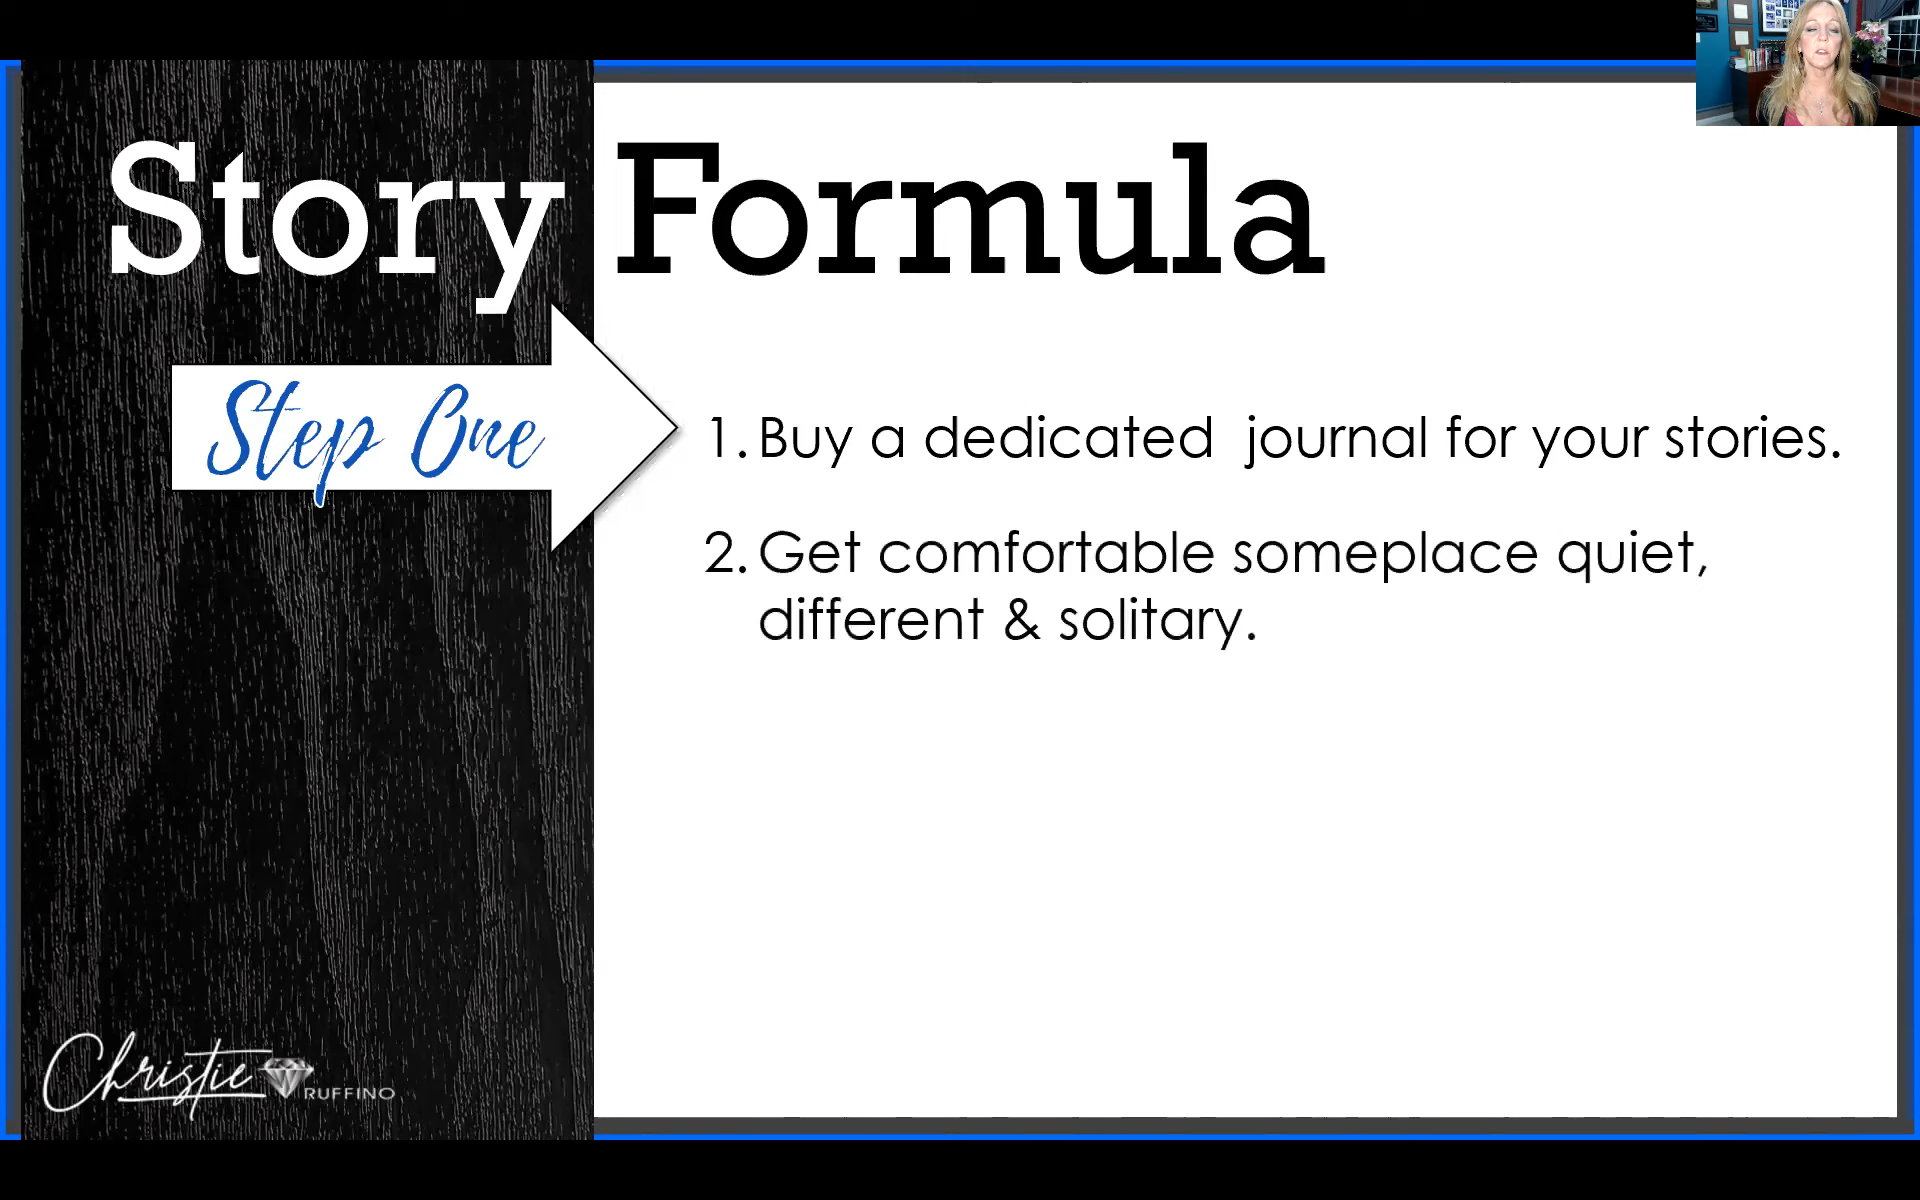 Story Formula
Step One
1. Buy a dedicated  journal for your stories.
2. Get comfortable someplace quiet,
different & solitary.
Christie RUFFINO